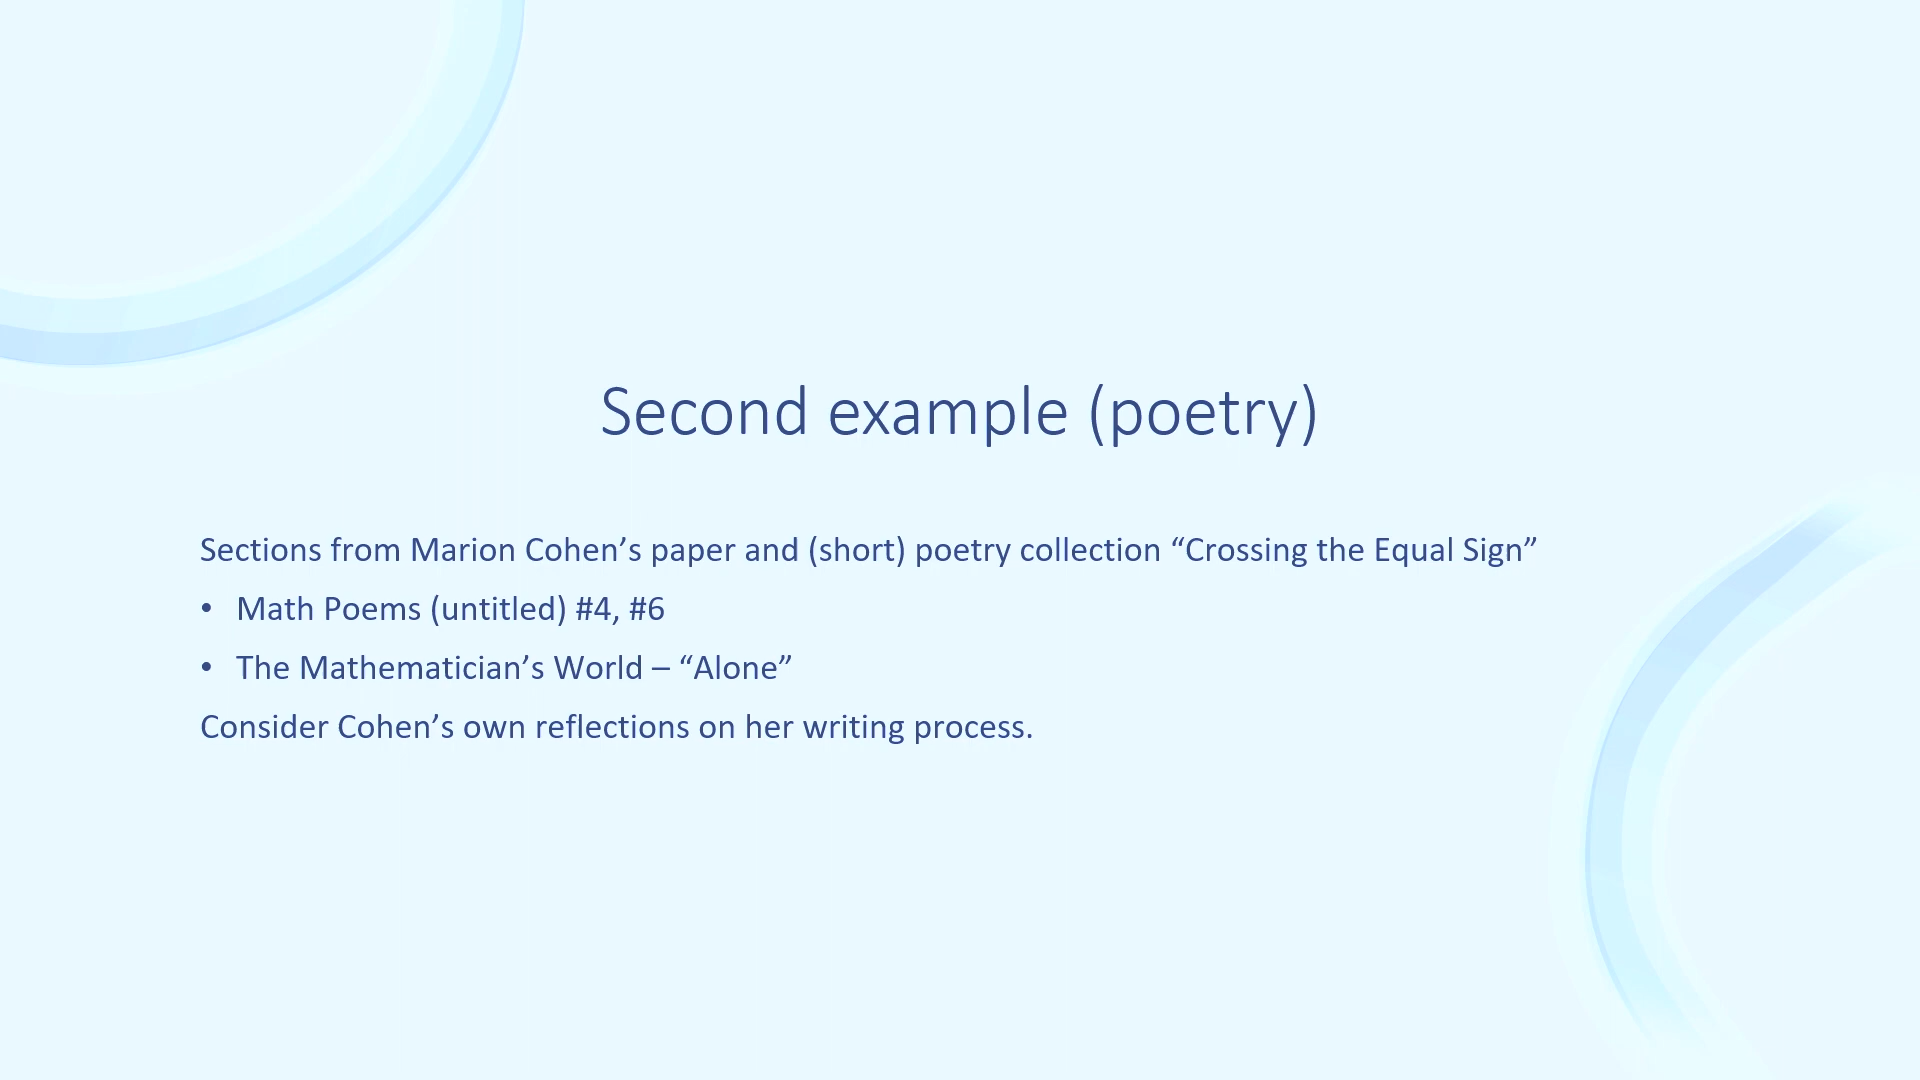 Second example (poetry)
Sections from Marion Cohen’s paper and (short) poetry collection “Crossing the Equal Sign”
• Math Poems (untitled) #4, #6
• The Mathematician’s World – “Alone”
Consider Cohen’s own reflections on her writing process.